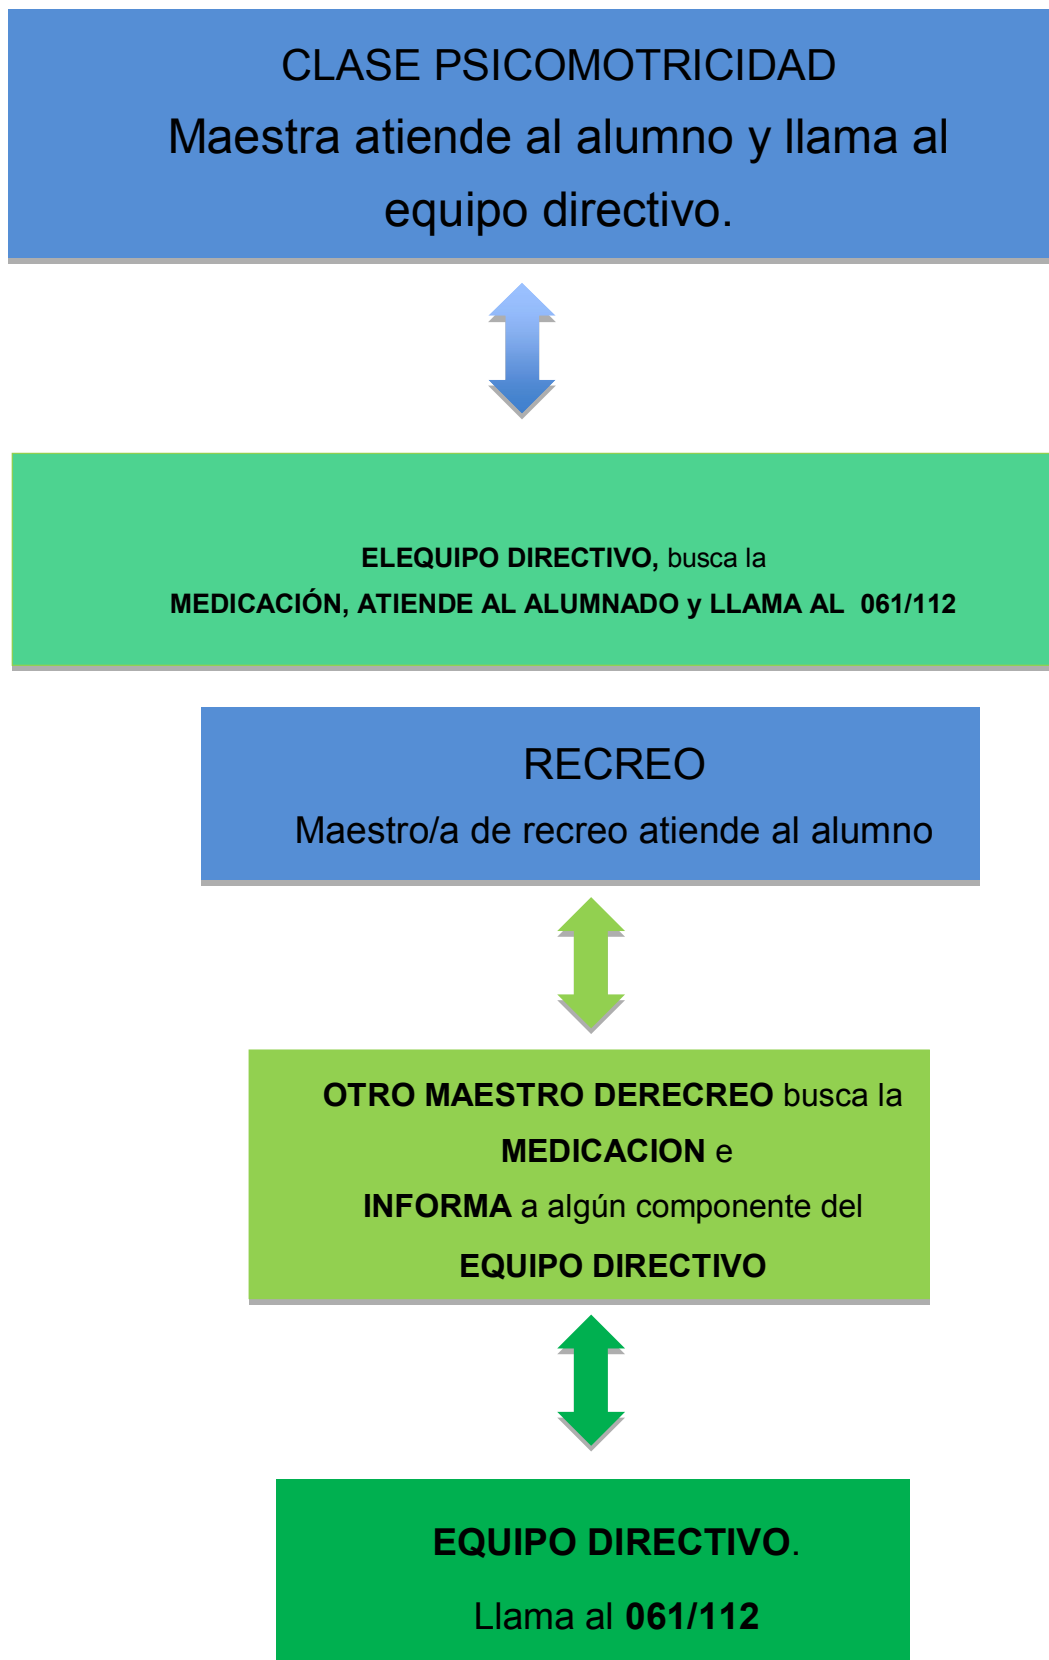 CLASE PSICOMOTRICIDAD
Maestra atiende al alumno y llama al
equipo directivo.
ELEQUIPO DIRECTIVO, busca la
MEDICACIÓN, ATIENDE AL ALUMNADO y LLAMA AL 061/112
RECREO
Maestro/a de recreo atiende al alumno
OTRO MAESTRO DERECREO busca la
MEDICACION e
INFORMA a algún componente del
EQUIPO DIRECTIVO
EQUIPO DIRECTIVO.
Llama al 061/112